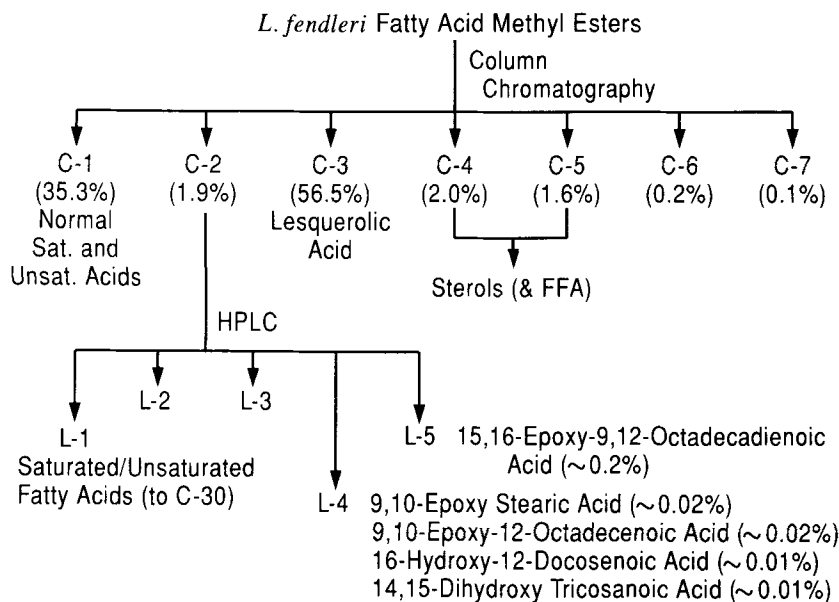 L. fendleri Fatty Acid Methyl Esters
Column
Chromatography
C-1
(35.3%)
Normal
Sat. and
Unsat. Acids
C-2
(1.9%)
C-3
(56.5%)
Lesquerolic
Acid
C-4
(2.0%)
C-5
(1.6%)
C-6
(0.2%)
C-7
(0.1%)
Sterols (& FFA)
HPLC
L-1
Saturated/Unsaturated
Fatty Acids (to C-30)
L-2
L-3
L-5 15,16-Epoxy-9,12-Octadecadienoic
Acid (~0.2%)
L-4 9,10-Epoxy Stearic Acid (~0.02%)
9,10-Epoxy-12-Octadecenoic Acid (~0.02%)
16-Hydroxy-12-Docosenoic Acid (~0.01%)
14,15-Dihydroxy Tricosanoic Acid (~0.01%)